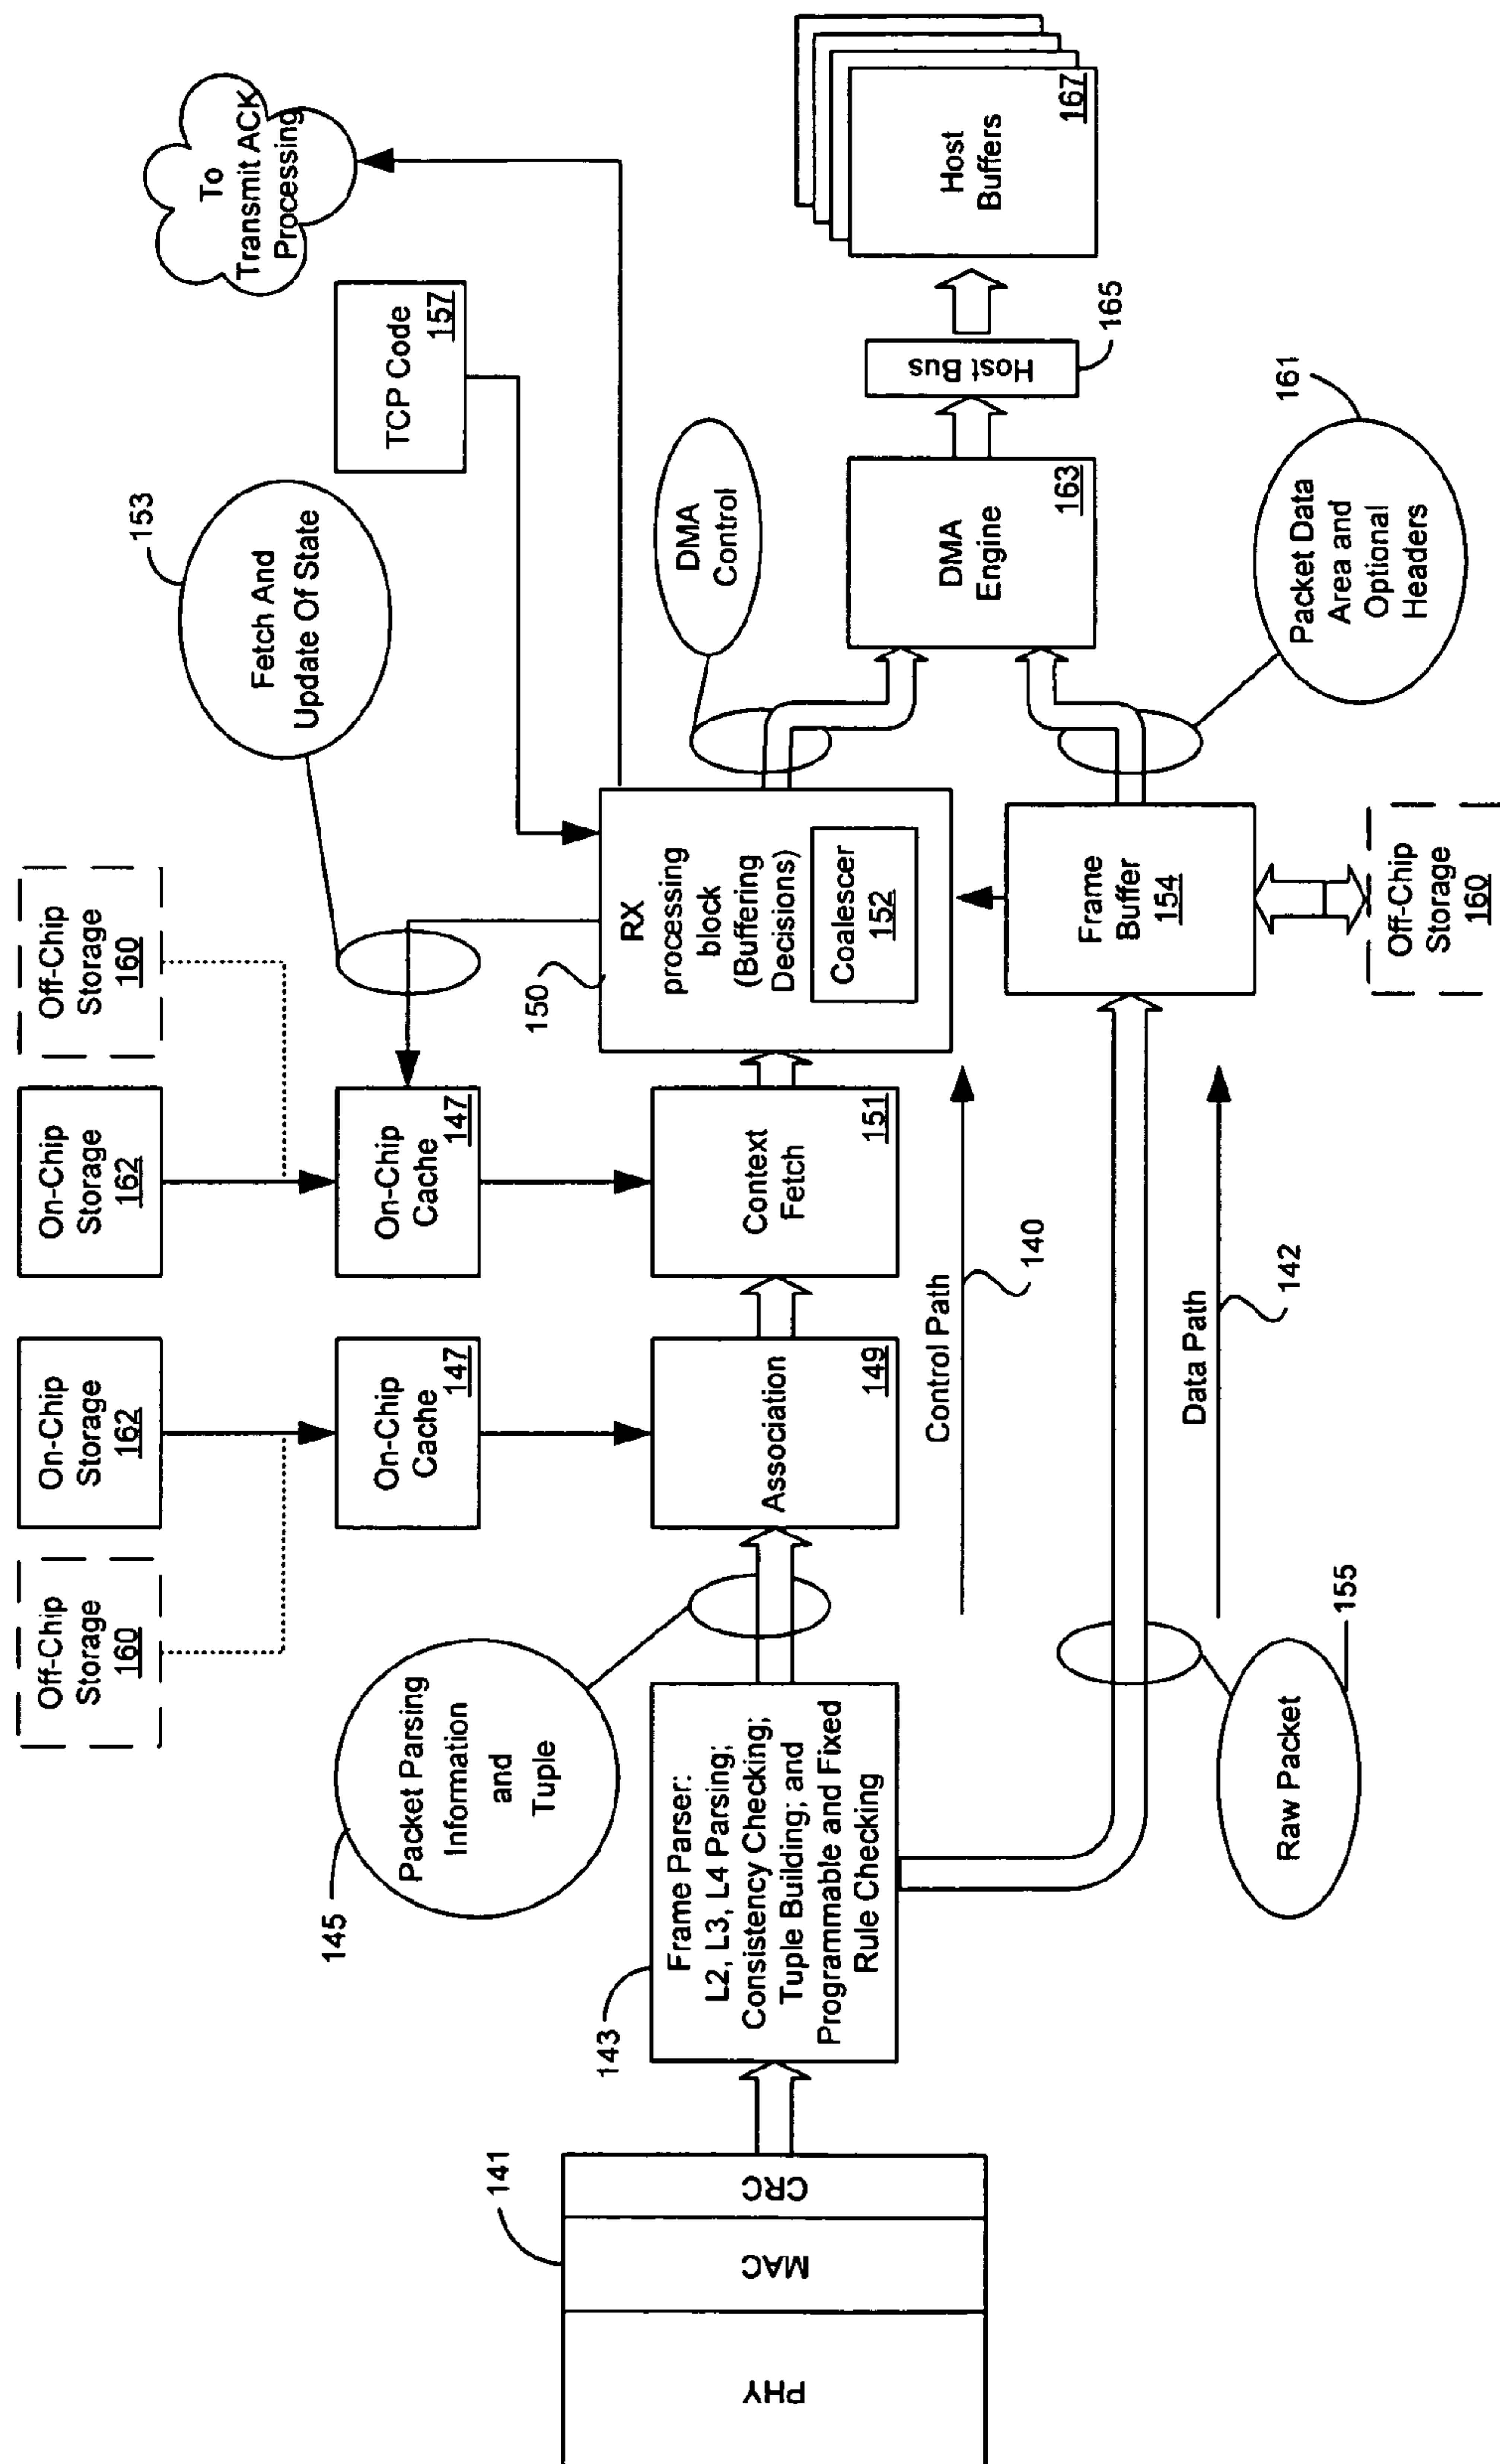 Off-Chip
Storage
160
On-Chip
Storage
162
On-Chip
Storage
162
Off-Chip
Storage
160
To
Transmit ACK
Processing
153
Fetch And
Update Of State
TCP Code
157
145
Packet Parsing
Information
and
Tuple
On-Chip
Cache
147
On-Chip
Cache
147
141
PHY
MAC
CRC
143
Frame Parser:
L2, L3, L4 Parsing;
Consistency Checking;
Tuple Building; and
Programmable and Fixed
Rule Checking
Association
149
Context
Fetch
151
150
RX
processing
block
(Buffering
Decisions)
Coalescer
152
DMA
Control
DMA
Engine
163
Host Bus
165
Host
Buffers
167
Control Path
140
Data Path
142
Raw Packet
155
Frame
Buffer
154
Off-Chip
Storage
160
Packet Data
Area and
Optional
Headers
161